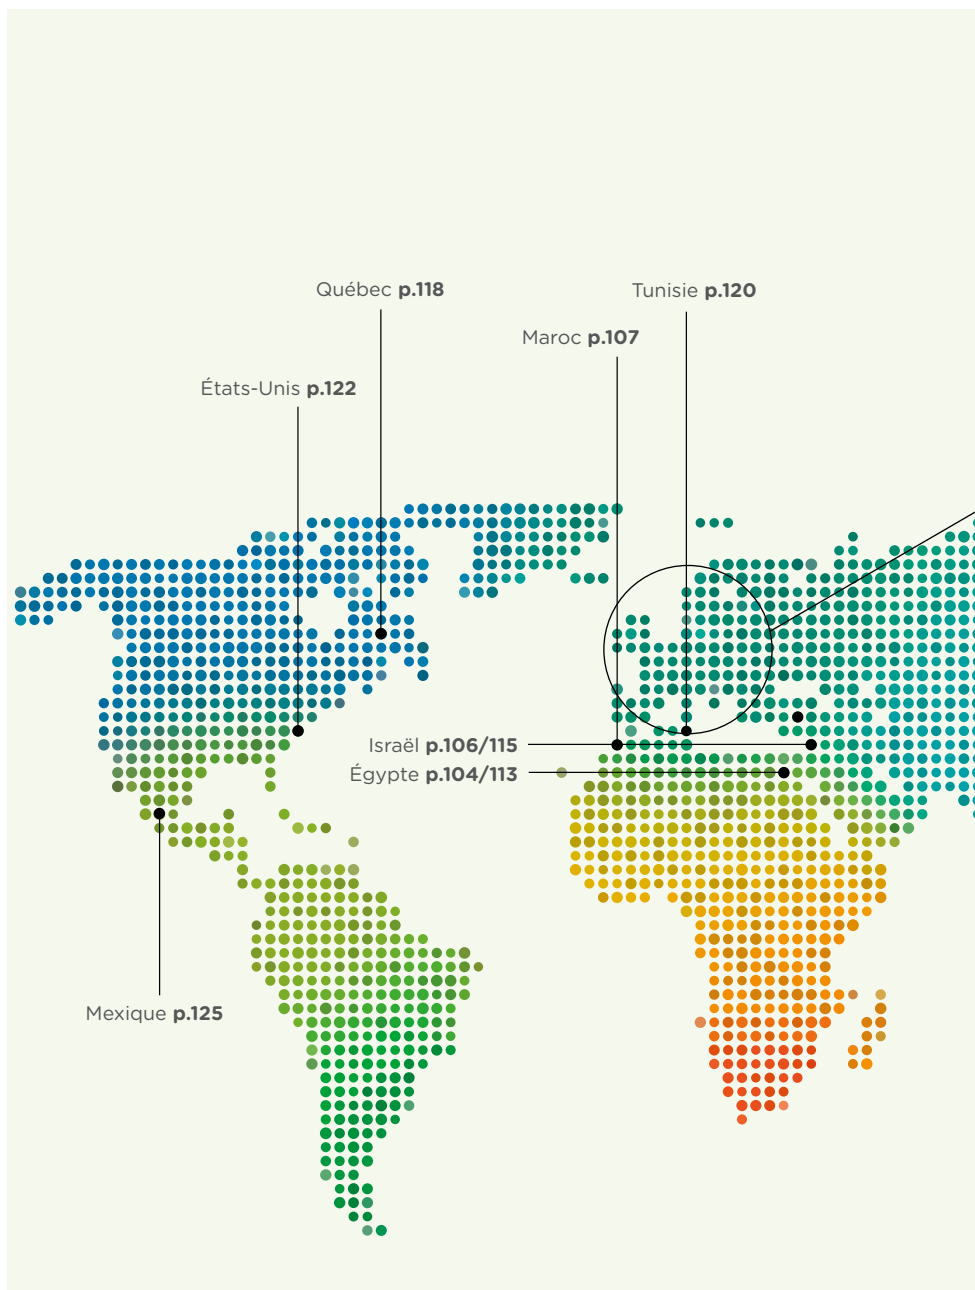 Québec p.118
Tunisie p.120
Maroc p.107
États-Unis p.122
Israël p.106/115
Égypte p.104/113
Mexique p.125